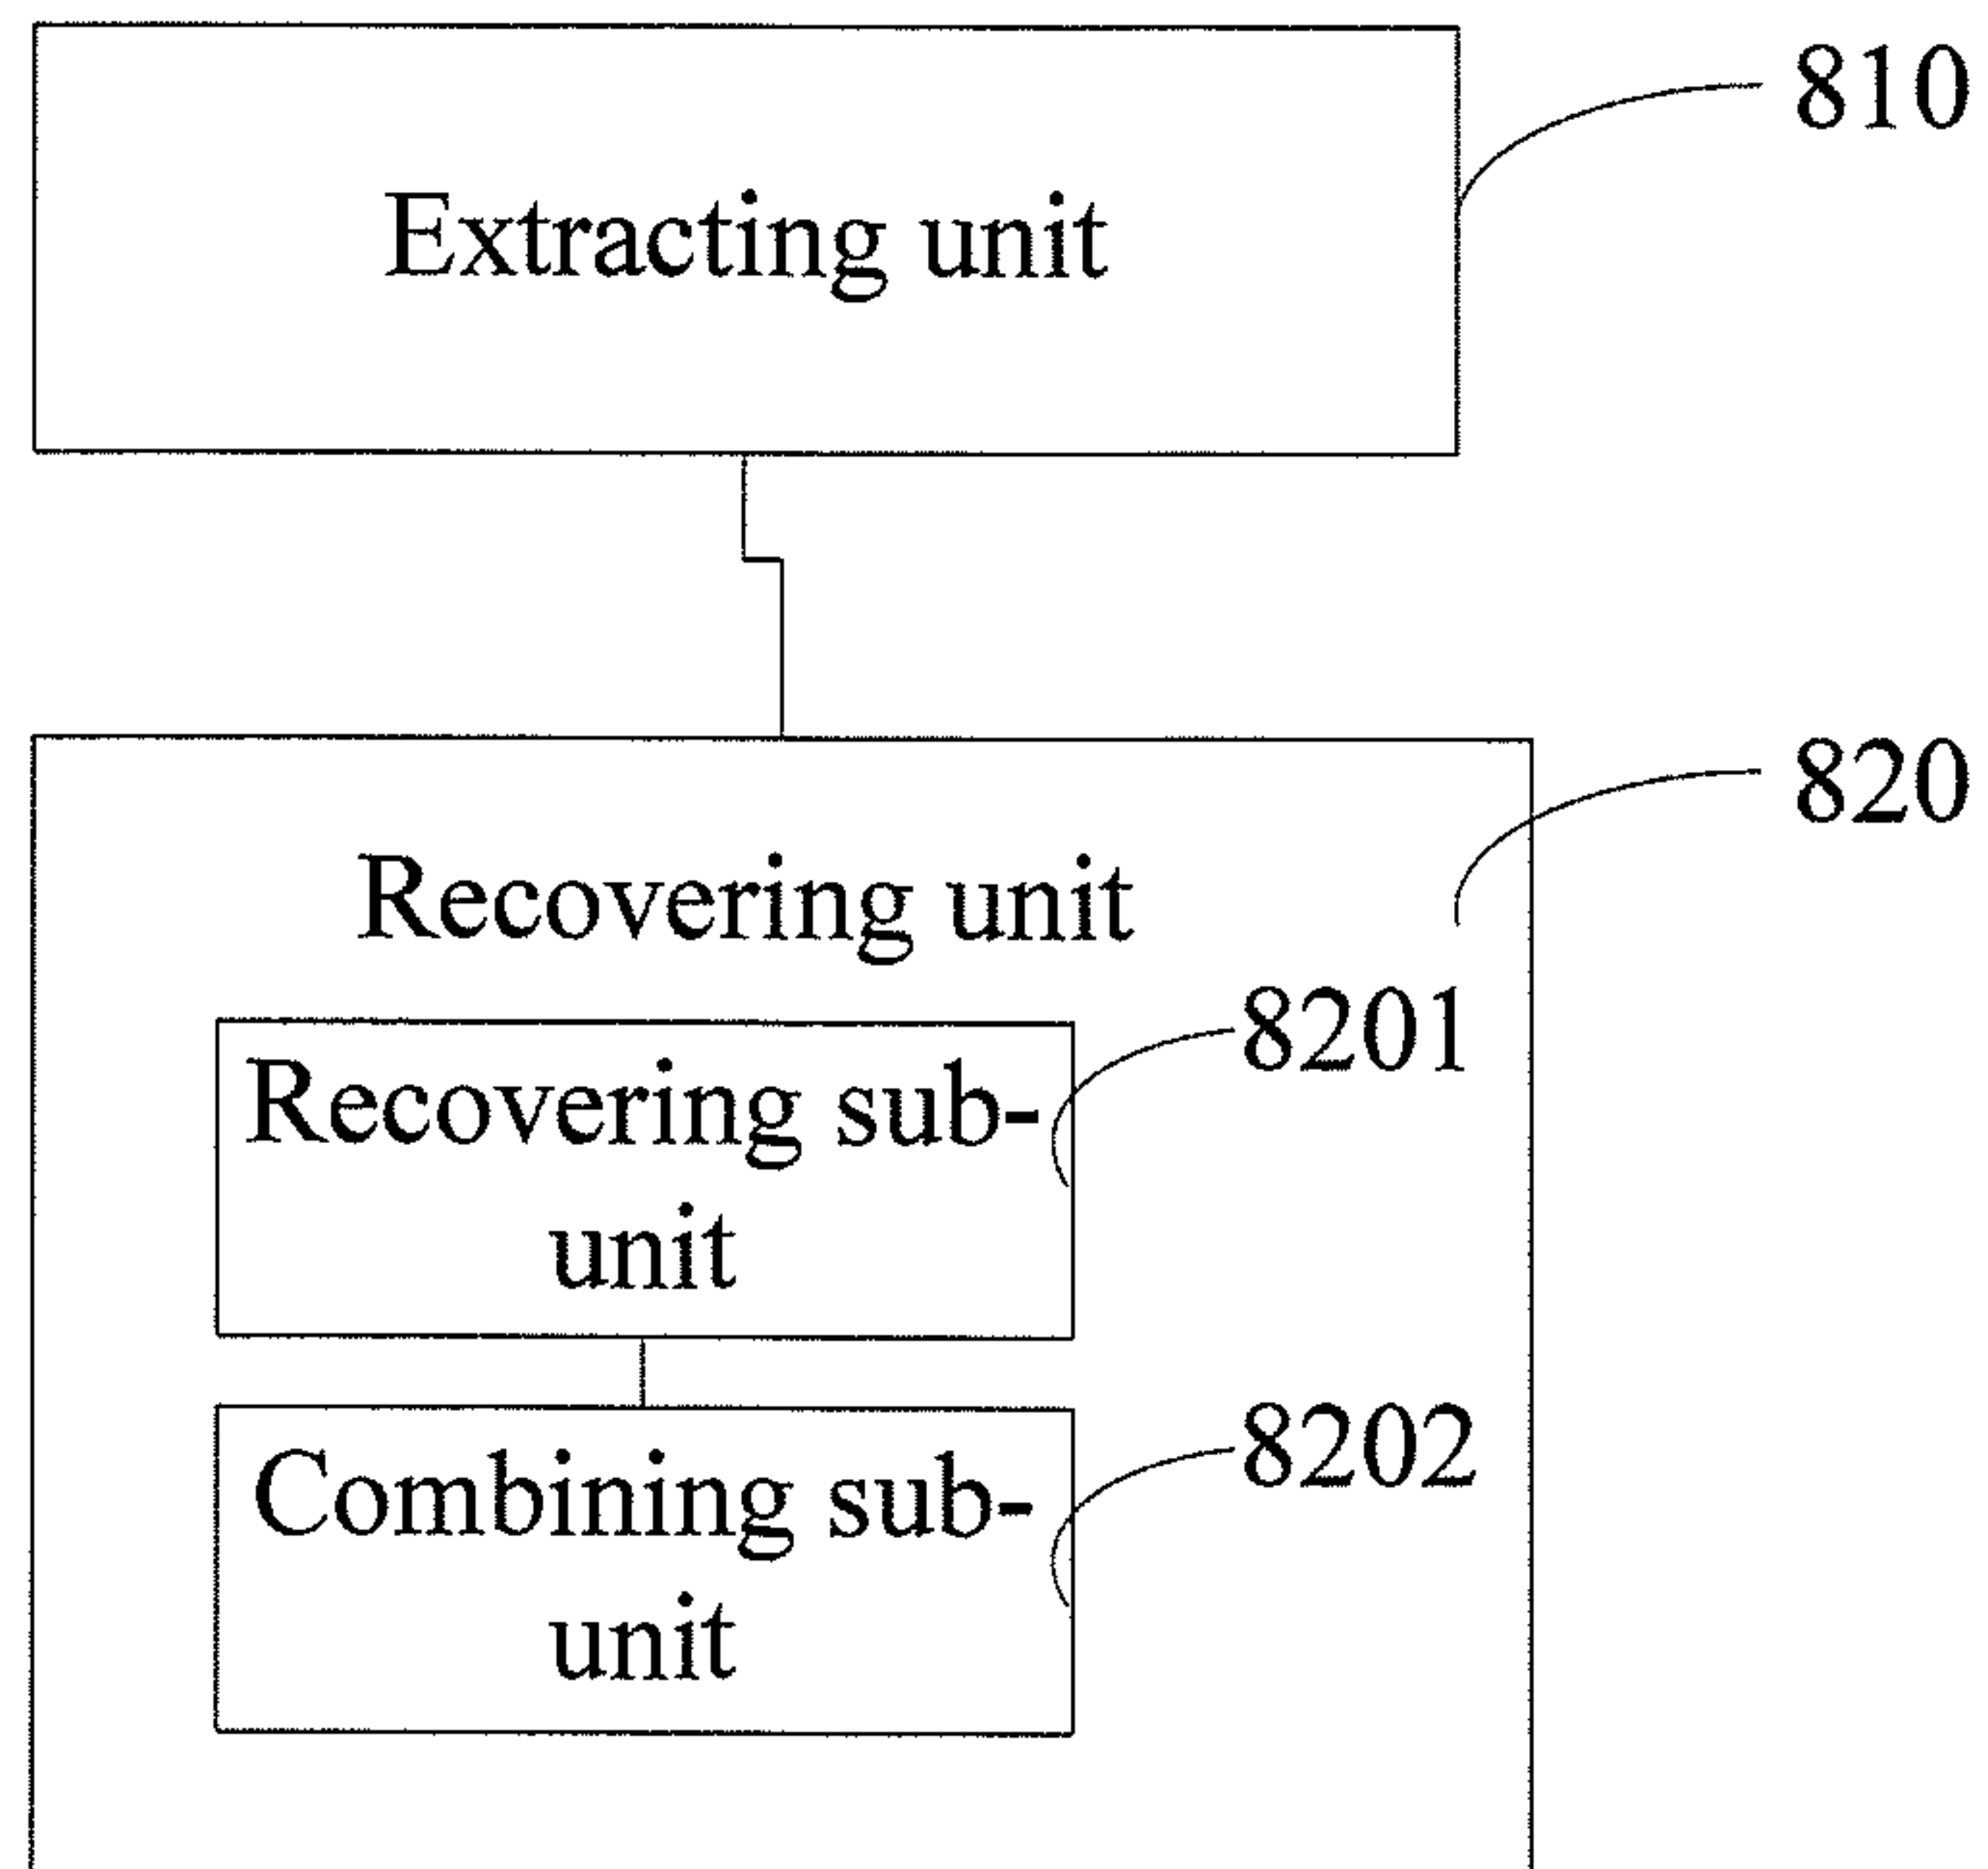 810
Extracting unit
820
Recovering unit
8201
Recovering sub-
unit
8202
Combining sub-
unit